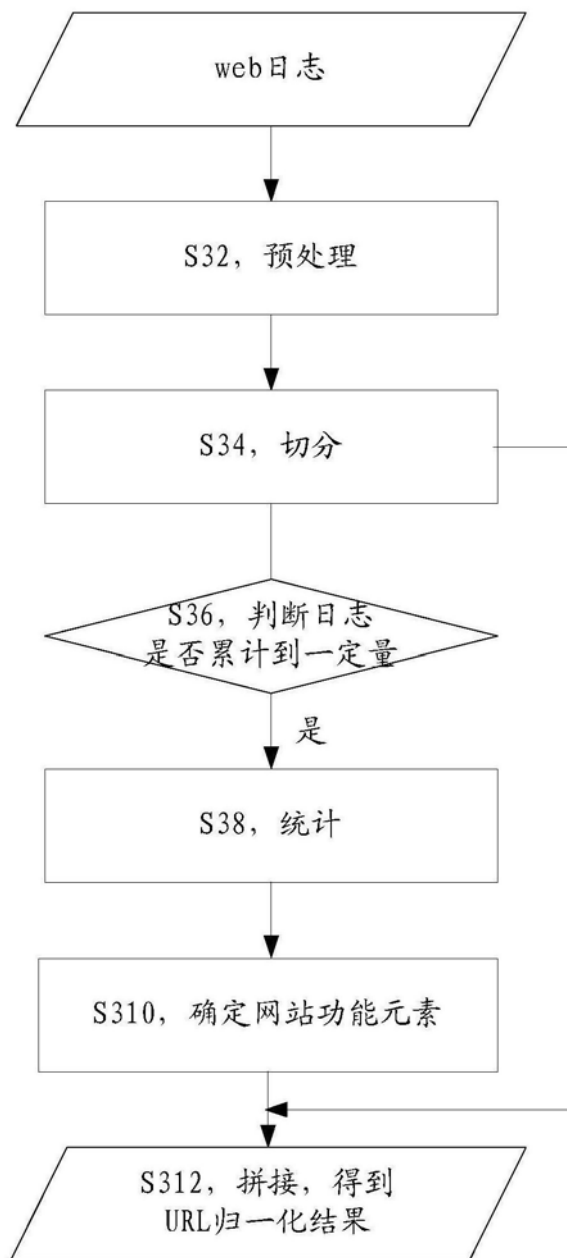 web日志
S32，预处理
S34，切分
S36，判断日志
是否累计到一定量
是
S38，统计
S310，确定网站功能元素
S312，拼接，得到
URL归一化结果